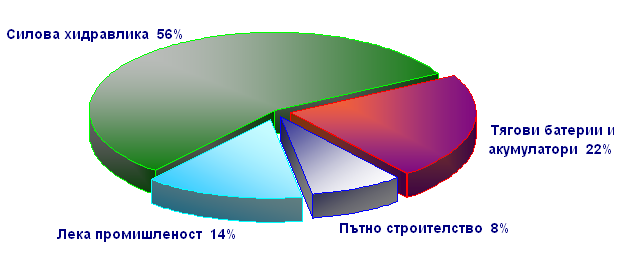 Силова хидравлика 56%
Тягови батерии и
акумулатори 22%
Пътно строителство 8%
Лека промишленост 14%